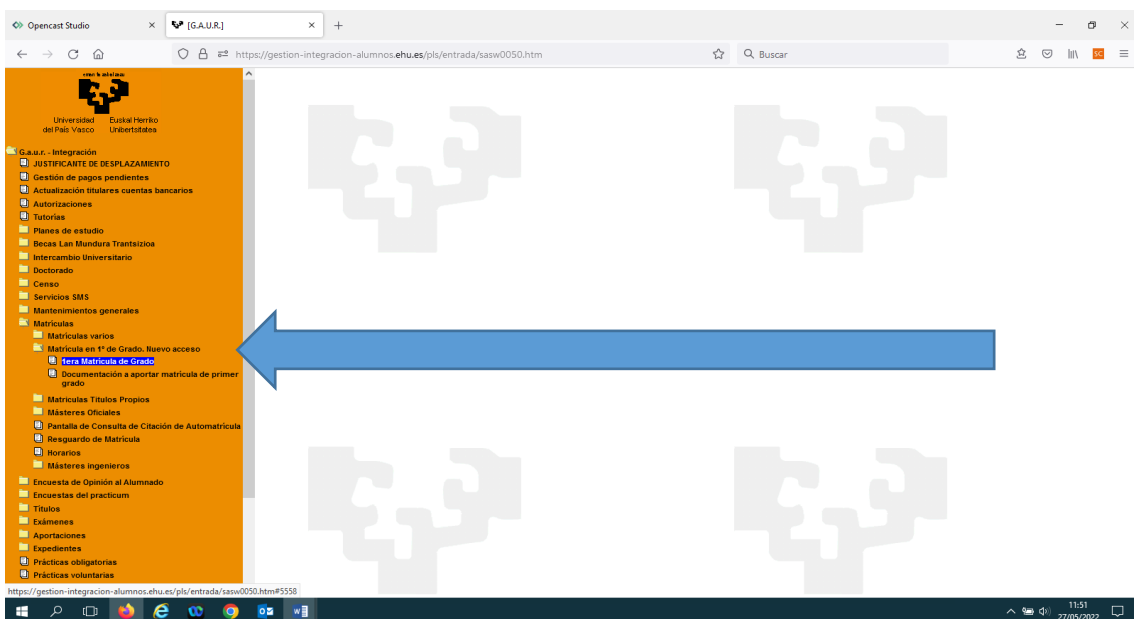 Opencast Studio
[G.A.U.R.]
https://gestion-integracion-alumnos.ehu.es/pls/entrada/sasw0050.htm
Buscar
SC
Universidad Euskal Herriko
del País Vasco Unibertsitatea
G.a.u.r. - Integración
JUSTIFICANTE DE DESPLAZAMIENTO
Gestión de pagos pendientes
Actualización titulares cuentas bancarios
Autorizaciones
Tutorías
Planes de estudio
Becas Lan Mundura Trantsizioa
Intercambio Universitario
Doctorado
Censo
Servicios SMS
Mantenimientos generales
Matrículas
Matrículas varios
Matrícula en 1º de Grado. Nuevo acceso
1era Matrícula de Grado
Documentación a aportar matrícula de primer
grado
Matriculas Títulos Propios
Másteres Oficiales
Pantalla de Consulta de Citación de Automatrícula
Resguardo de Matrícula
Horarios
Másteres ingenieros
Encuesta de Opinión al Alumnado
Encuestas del practicum
Títulos
Exámenes
Aportaciones
Expedientes
Prácticas obligatorias
Prácticas voluntarias
https://gestion-integracion-alumnos.ehu.es/pls/entrada/sasw0050.htm#5558
11:51
27/05/2022